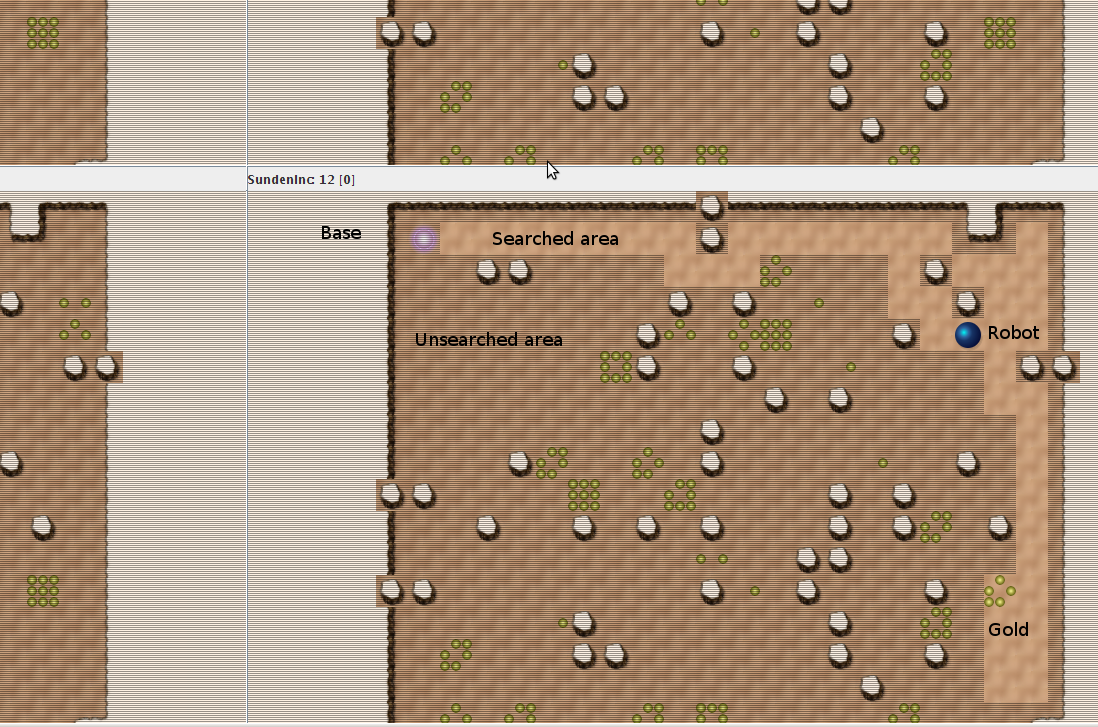 SundenInc: 12 [0]
Base
Searched area
Unsearched area
Robot
Gold